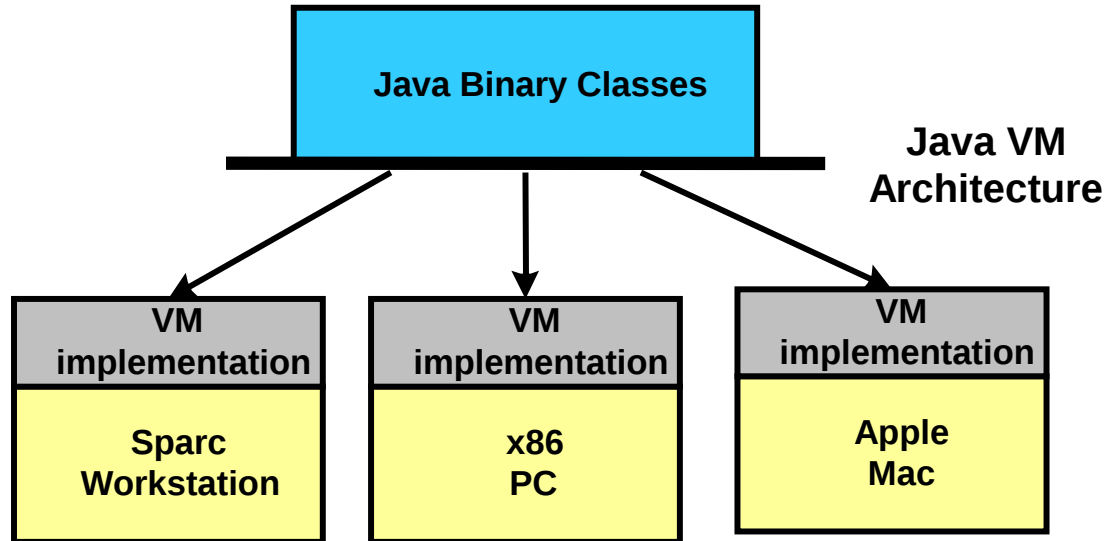 Java Binary Classes
Java VM
Architecture
VM
implementation
Sparc
Workstation
VM
implementation
x86
PC
VM
implementation
Apple
Mac